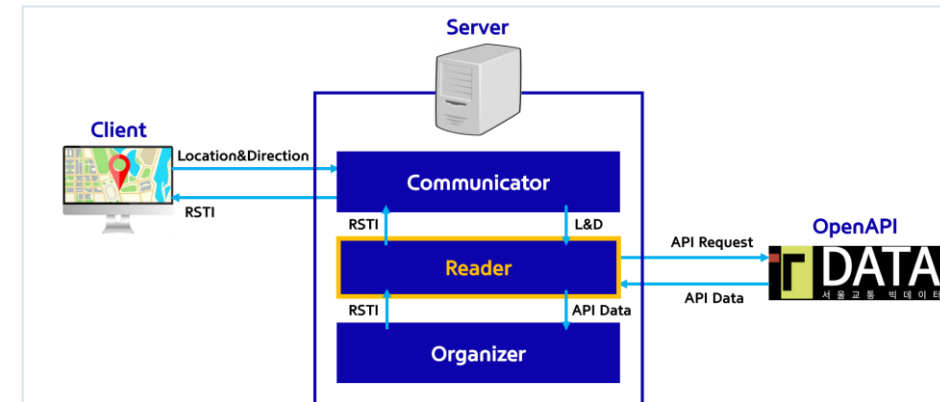 Server
Client
Location&Direction
Communicator
RSTI
RSTI
L&D
OpenAPI
API Request
Reader
DATA
서울교통 빅데이터
API Data
RSTI
API Data
Organizer